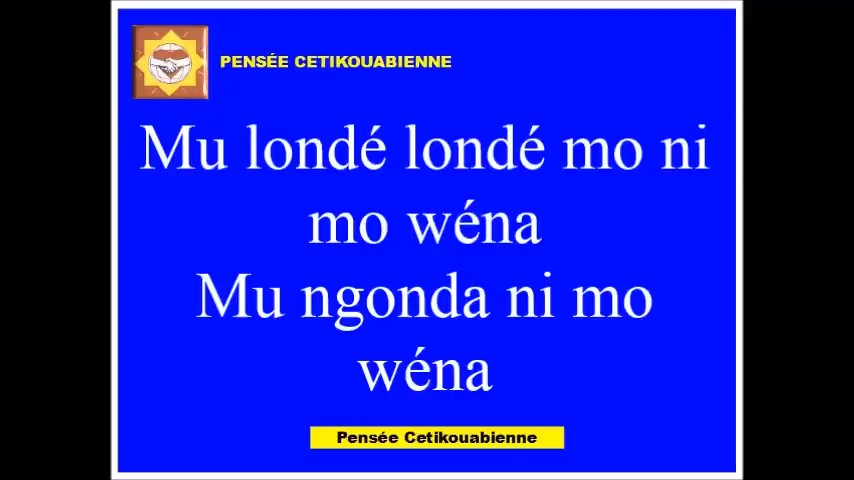 PENSÉE CETIKOUABIENNE
Mu londé londé mo ni
mo wéna
Mu ngonda ni mo
wéna
Pensée Cetikouabienne